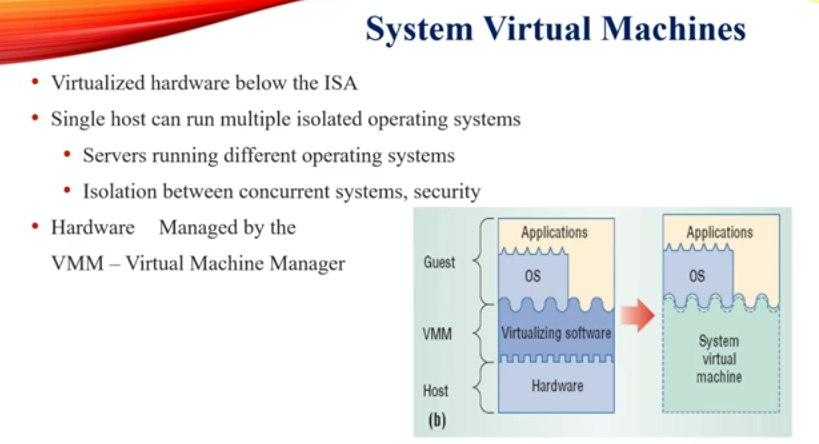 System Virtual Machines
• Virtualized hardware below the ISA
• Single host can run multiple isolated operating systems
• Servers running different operating systems
• Isolation between concurrent systems, security
• Hardware Managed by the
VMM – Virtual Machine Manager
Guest
VMM
Host
(b)
Applications
OS
Virtualizing software
Hardware
Applications
OS
System
virtual
machine